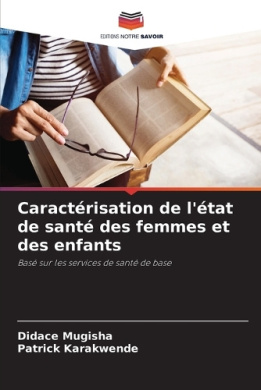 EDITIONS NOTRE SAVOIR
Caractérisation de l'état
de santé des femmes et
des enfants
Basé sur les services de santé de base
Didace Mugisha
Patrick Karakwende